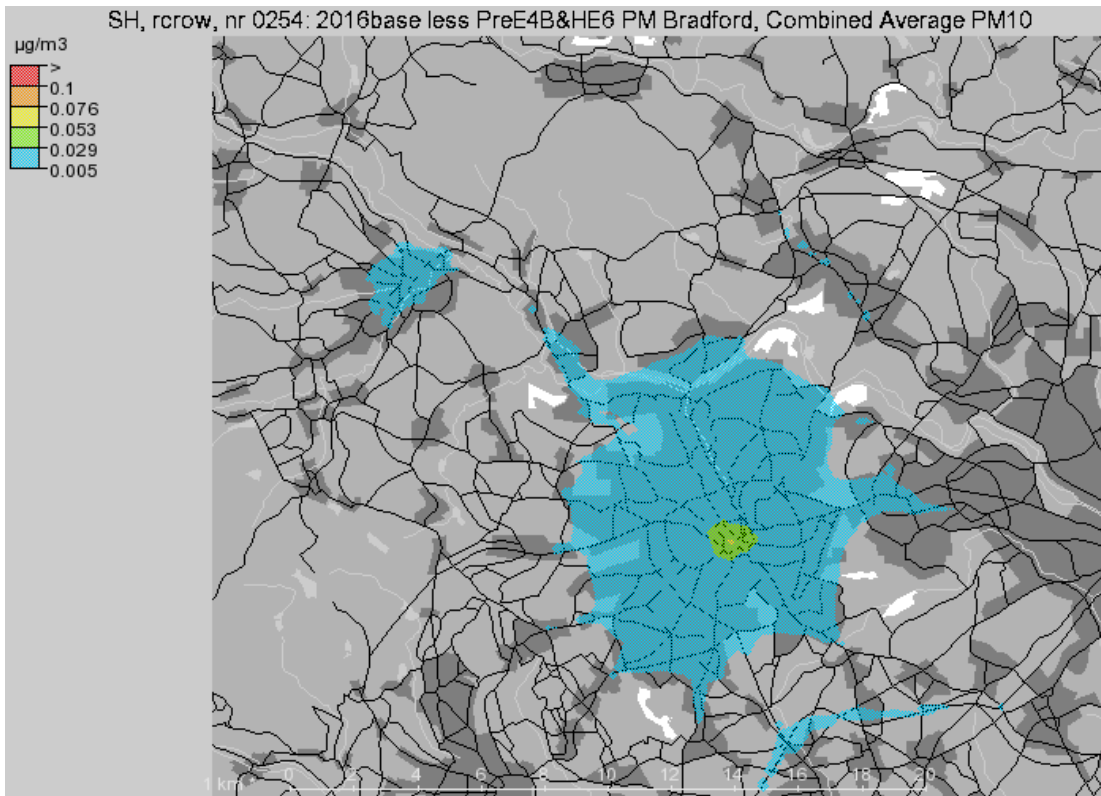 SH, rcrow, nr 0254: 2016base less PreE4B&HE6 PM Bradford, Combined Average PM10
µg/m3
>
0.1
0.076
0.053
0.029
0.005
1 km 0 2 4 6 8 10 12 14 16 18 20